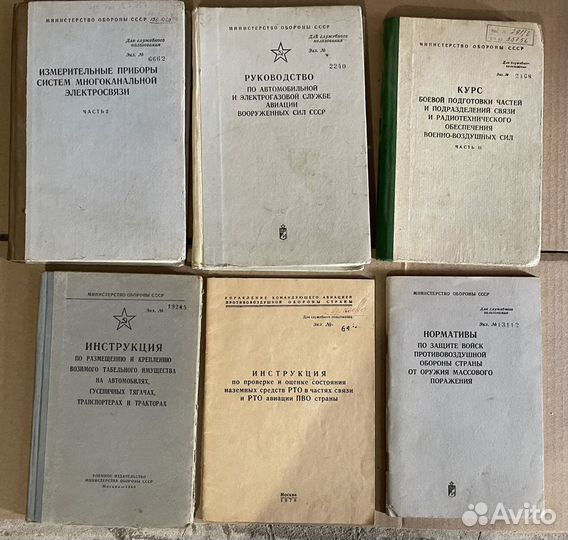 МИНИСТЕРСТВО ОБОРОНЫ СССР
Для служебного
пользования
Экз. №
6662
ИЗМЕРИТЕЛЬНЫЕ ПРИБОРЫ
СИСТЕМ МНОГОКАНАЛЬНОЙ
ЭЛЕКТРОСВЯЗИ
ЧАСТЬ 2
МИНИСТЕРСТВО ОБОРОНЫ СССР
Для служебного
пользования
Экз. №
2240
РУКОВОДСТВО
ПО АВТОМОБИЛЬНОЙ
И ЭЛЕКТРОГАЗОВОЙ СЛУЖБЕ
АВИАЦИИ
ВООРУЖЕННЫХ СИЛ СССР
МИНИСТЕРСТВО ОБОРОНЫ СССР
Для служебного
пользования
Экз. № 2168
КУРС
БОЕВОЙ ПОДГОТОВКИ ЧАСТЕЙ
И ПОДРАЗДЕЛЕНИЙ СВЯЗИ
И РАДИОТЕХНИЧЕСКОГО
ОБЕСПЕЧЕНИЯ
ВОЕННО-ВОЗДУШНЫХ СИЛ
ЧАСТЬ II
МИНИСТЕРСТВО ОБОРОНЫ СССР
Экз. № 19245
ИНСТРУКЦИЯ
ПО РАЗМЕЩЕНИЮ И КРЕПЛЕНИЮ
ВОЗИМОГО ТАБЕЛЬНОГО ИМУЩЕСТВА
НА АВТОМОБИЛЯХ,
ГУСЕНИЧНЫХ ТЯГАЧАХ,
ТРАНСПОРТЕРАХ И ТРАКТОРАХ
ВОЕННОЕ ИЗДАТЕЛЬСТВО
МИНИСТЕРСТВА ОБОРОНЫ СССР
Москва
УПРАВЛЕНИЕ КОМАНДУЮЩЕГО АВИАЦИЕЙ
ПРОТИВОВОЗДУШНОЙ ОБОРОНЫ СТРАНЫ
Для служебного пользования
Экз. №
ИНСТРУКЦИЯ
по проверке и оценке состояния
наземных средств РТО в частях связи
и РТО авиации ПВО страны
Москва
МИНИСТЕРСТВО ОБОРОНЫ СССР
Для служебного
пользования
Экз. № 13112
НОРМАТИВЫ
ПО ЗАЩИТЕ ВОЙСК
ПРОТИВОВОЗДУШНОЙ
ОБОРОНЫ СТРАНЫ
ОТ ОРУЖИЯ МАССОВОГО
ПОРАЖЕНИЯ
Avito